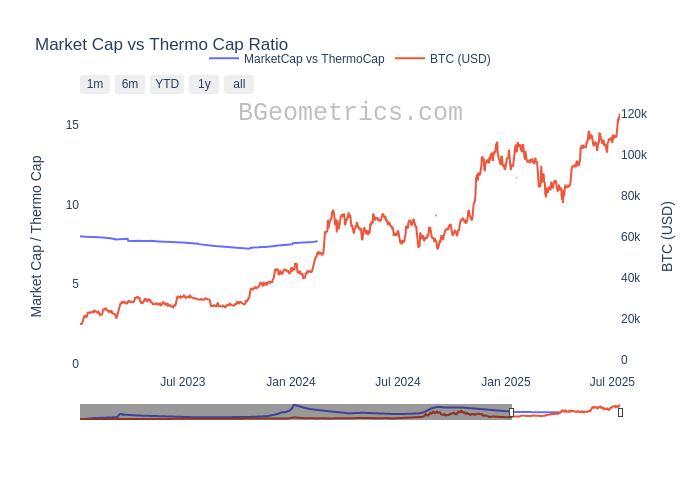 Market Cap vs Thermo Cap Ratio
MarketCap vs ThermoCap
BTC (USD)
1m
6m
YTD
1y
all
BGeometrics.com
Market Cap / Thermo Cap
15
10
5
0
BTC (USD)
120k
100k
80k
60k
40k
20k
0
Jul 2023
Jan 2024
Jul 2024
Jan 2025
Jul 2025